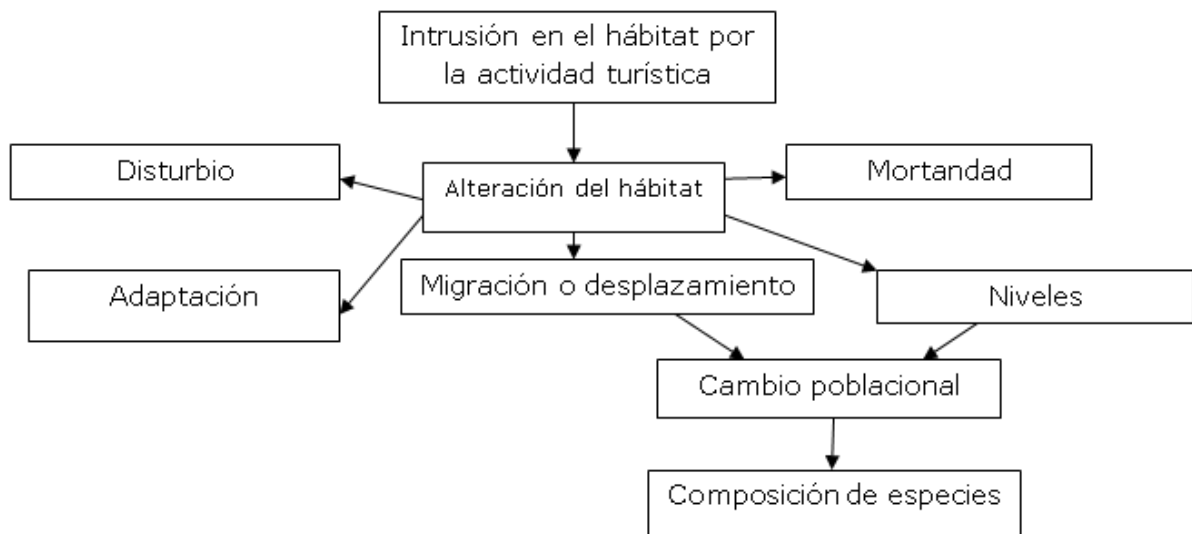 Intrusión en el hábitat por
la actividad turística
Disturbio
Alteración del hábitat
Mortandad
Adaptación
Migración o desplazamiento
Niveles
Cambio poblacional
Composición de especies